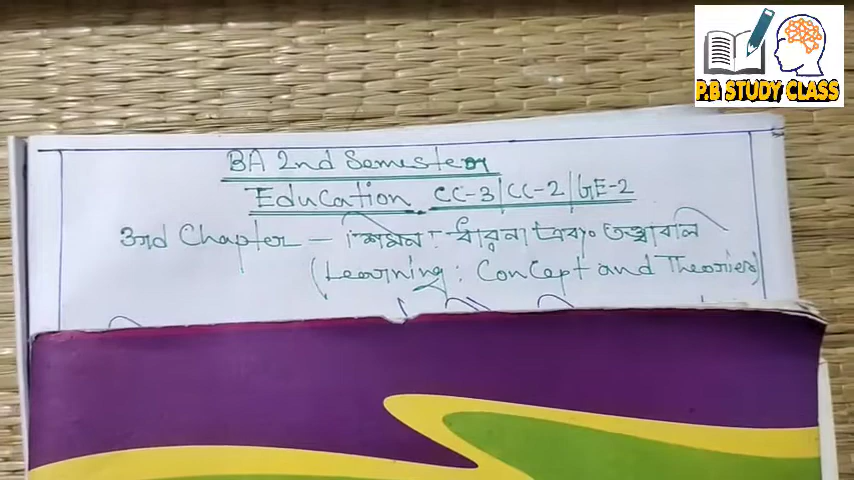 P.B STUDY CLASS
BA 2nd Semester
Education CC-3/CC-2/GE-2
3rd Chapter - শিখন : ধারনা এবং তত্ত্বাবলি
(Learning : Concept and Theories)